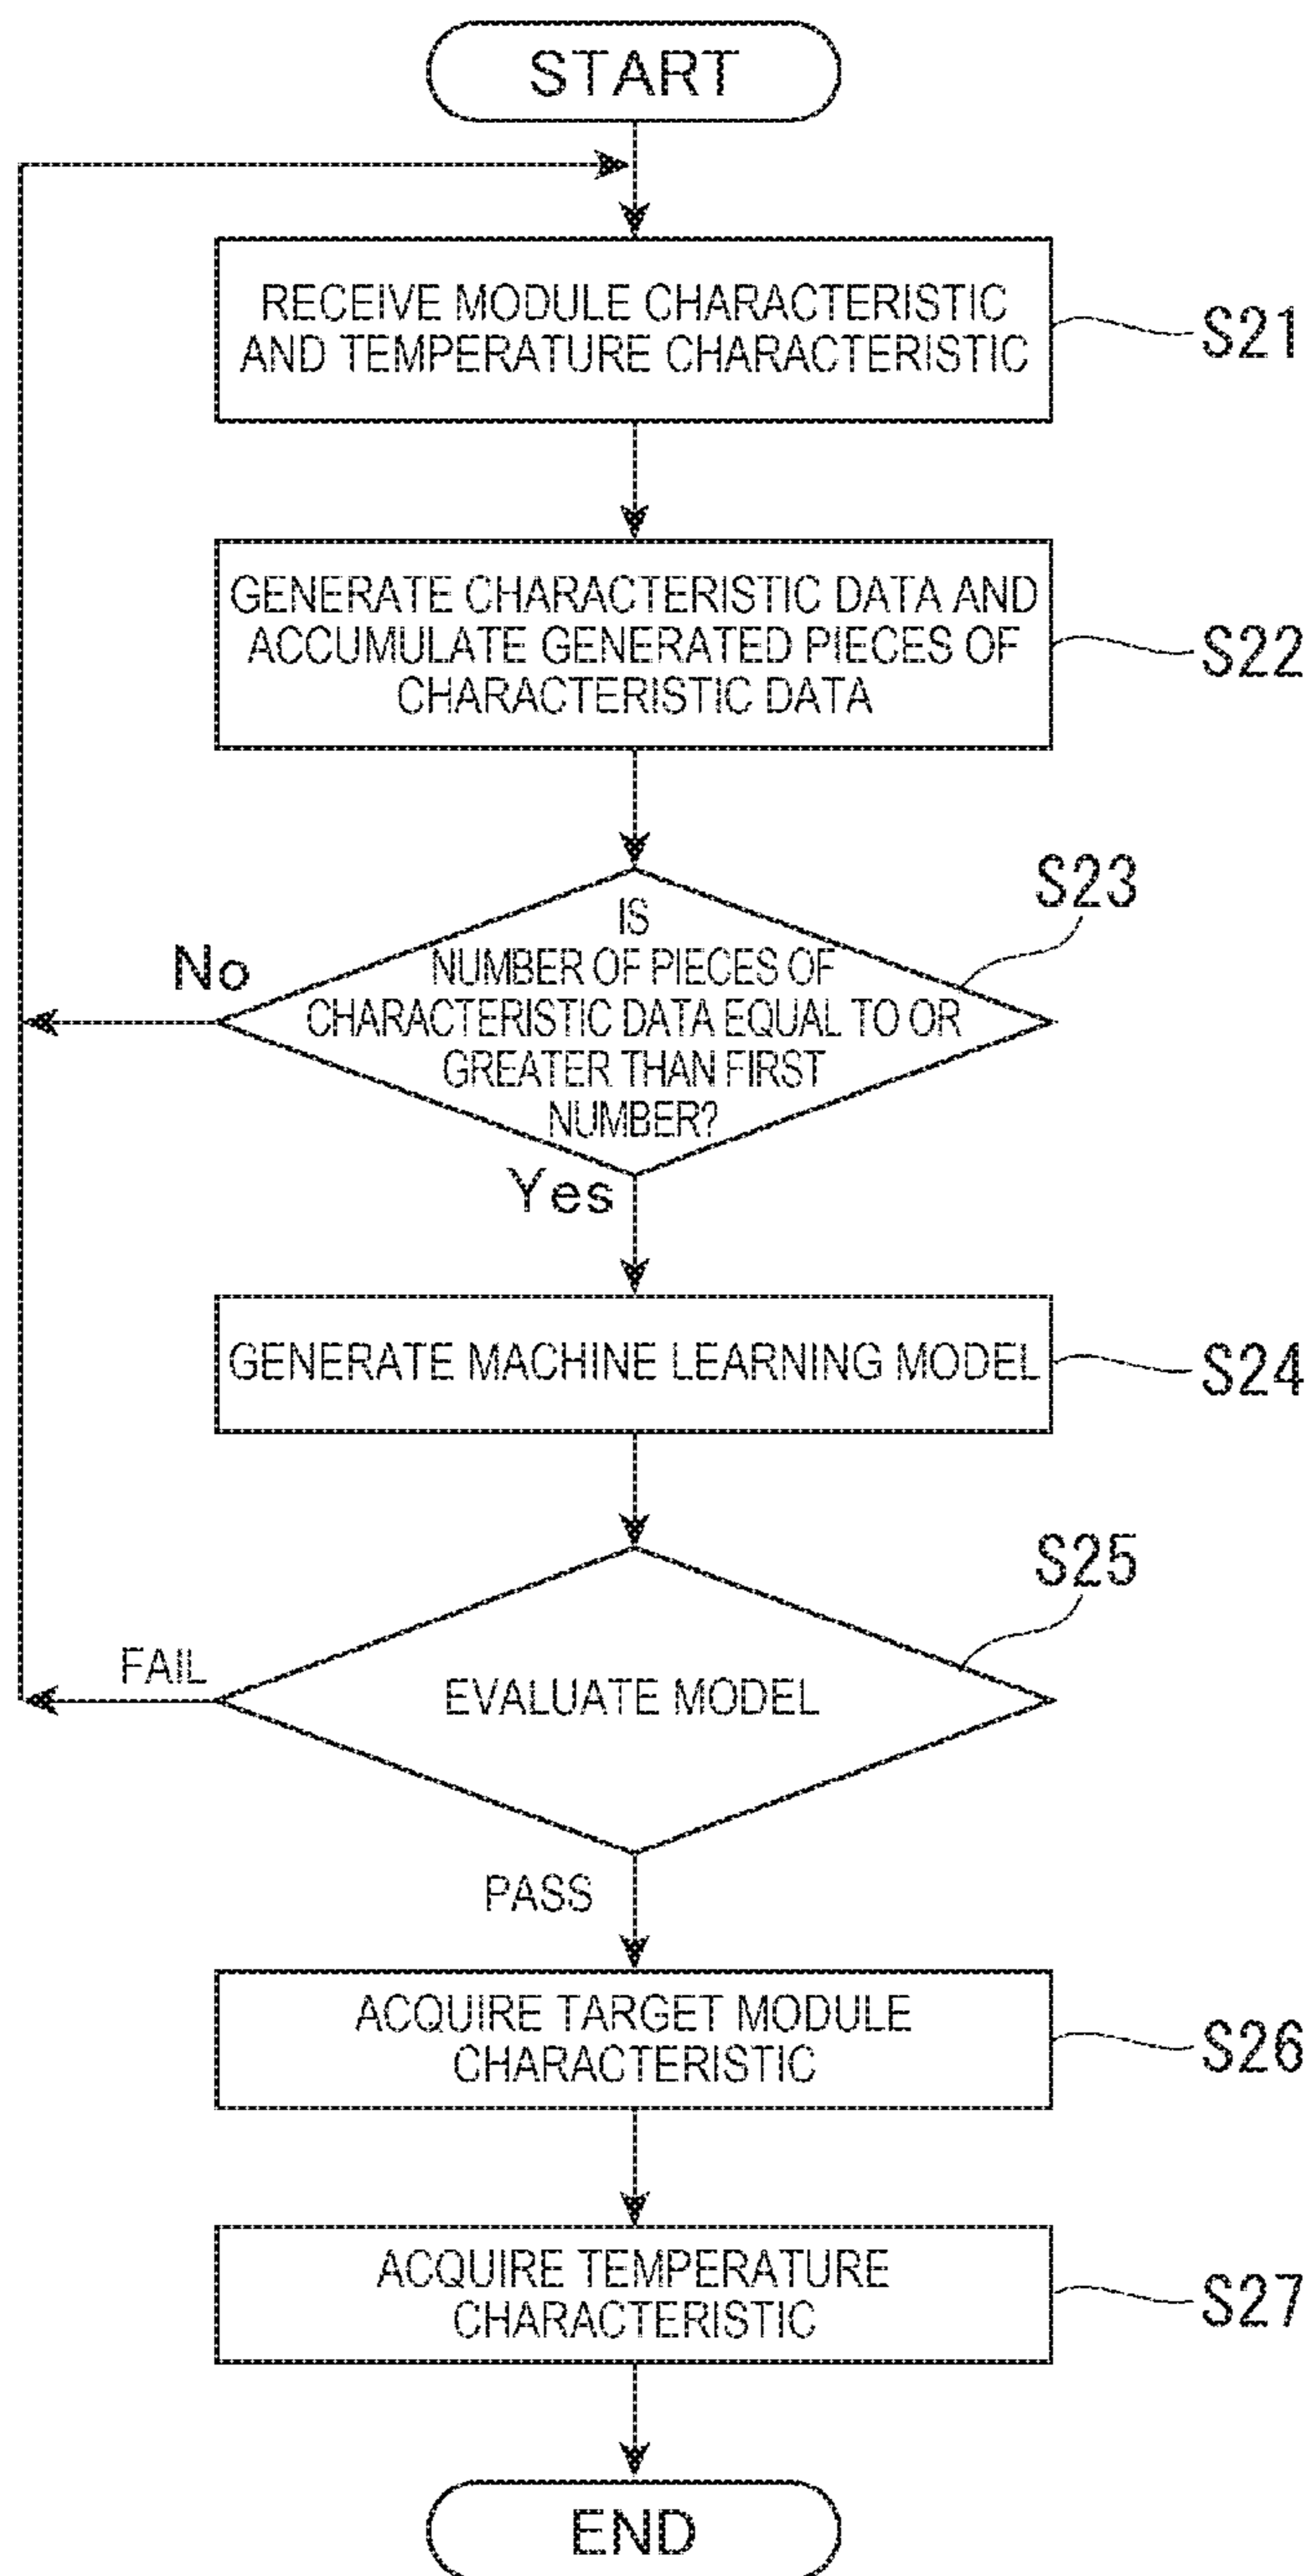 START
RECEIVE MODULE CHARACTERISTIC
AND TEMPERATURE CHARACTERISTIC
S21
GENERATE CHARACTERISTIC DATA AND
ACCUMULATE GENERATED PIECES OF
CHARACTERISTIC DATA
S22
S23
IS
NUMBER OF PIECES OF
CHARACTERISTIC DATA EQUAL TO OR
GREATER THAN FIRST
NUMBER?
No
Yes
GENERATE MACHINE LEARNING MODEL
S24
S25
EVALUATE MODEL
FAIL
PASS
ACQUIRE TARGET MODULE
CHARACTERISTIC
S26
ACQUIRE TEMPERATURE
CHARACTERISTIC
S27
END